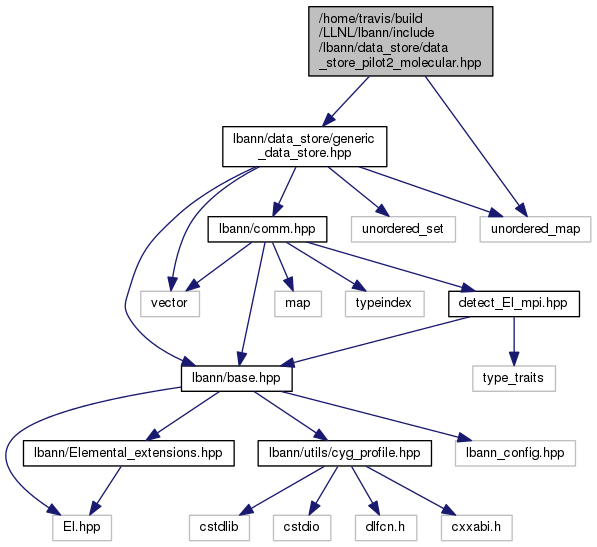 /home/travis/build
/LLNL/lbann/include
/lbann/data_store/data
_store_pilot2_molecular.hpp
lbann/data_store/generic
_data_store.hpp
lbann/comm.hpp
unordered_set
unordered_map
vector
map
typeindex
detect_El_mpi.hpp
lbann/base.hpp
type_traits
lbann/Elemental_extensions.hpp
lbann/utils/cyg_profile.hpp
lbann_config.hpp
El.hpp
cstdlib
cstdio
dlfcn.h
cxxabi.h